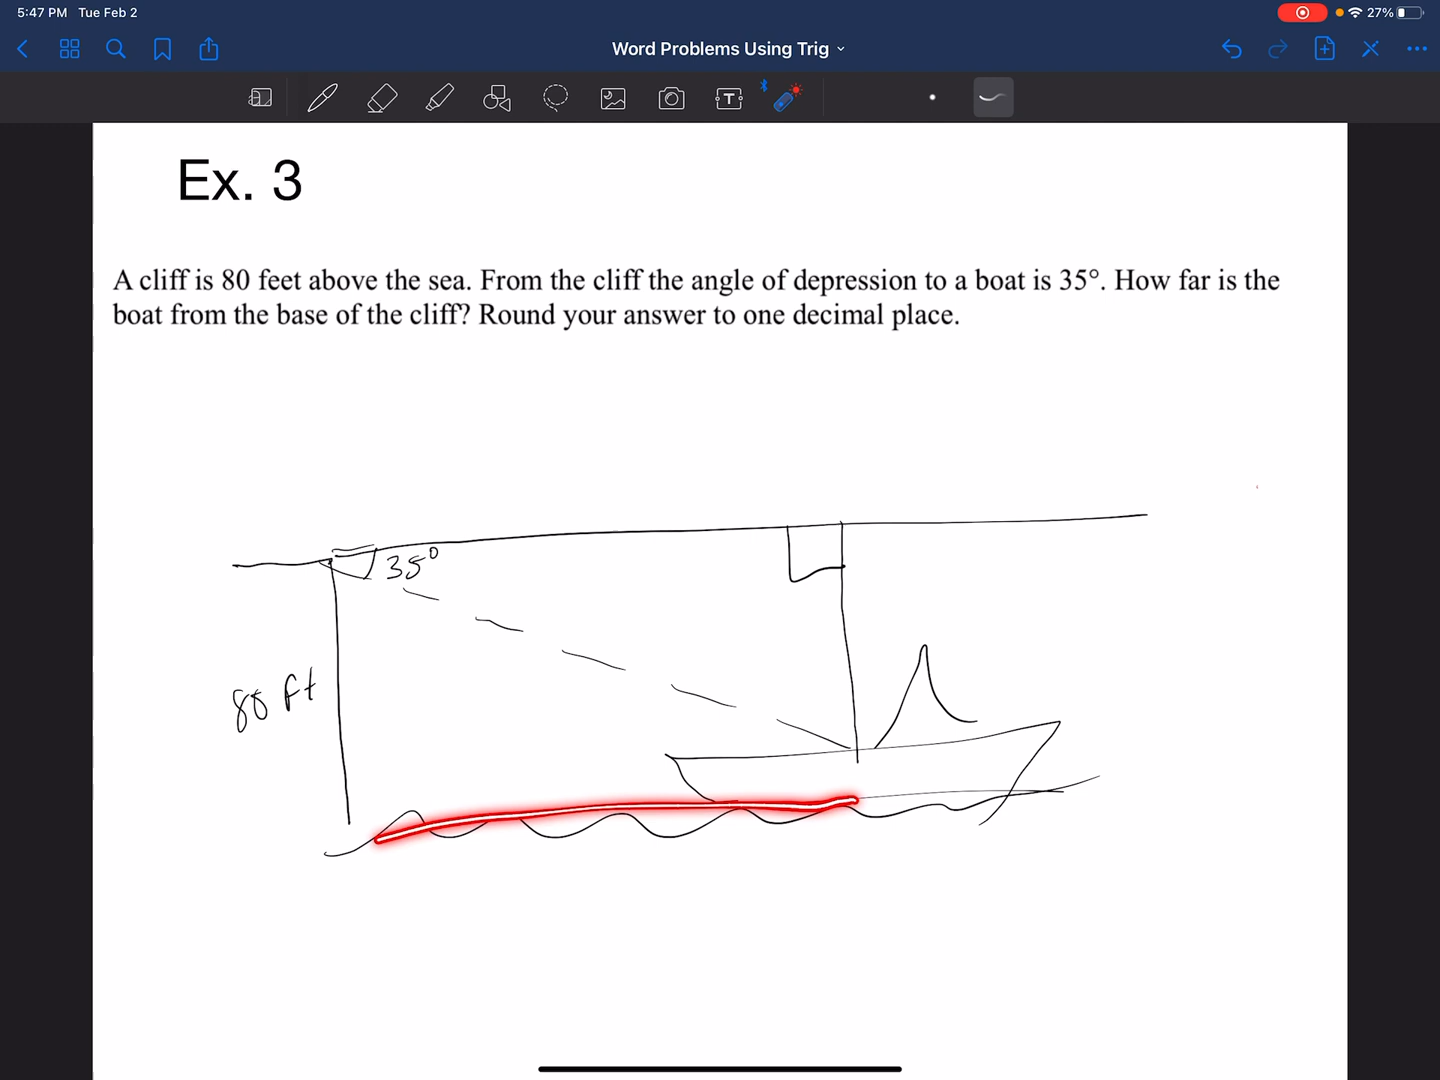 5:47 PM Tue Feb 2
27%
Word Problems Using Trig
T
Ex. 3
A cliff is 80 feet above the sea. From the cliff the angle of depression to a boat is 35°. How far is the
boat from the base of the cliff? Round your answer to one decimal place.
35°
80 ft